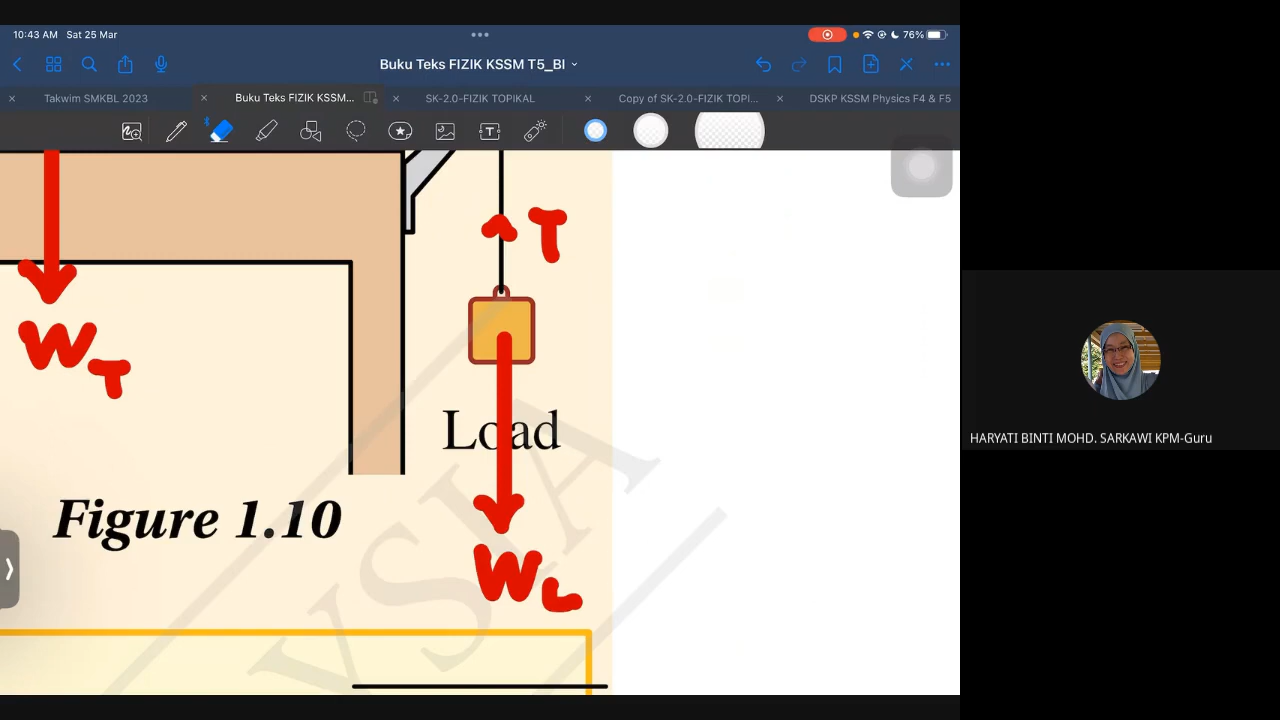 10:43 AM Sat 25 Mar
76%
Buku Teks FIZIK KSSM T5_BI
Takwim SMKBL 2023
Buku Teks FIZIK KSSM...
SK-2.0-FIZIK TOPIKAL
Copy of SK-2.0-FIZIK TOPI...
DSKP KSSM Physics F4 & F5
T
W T
Load
Figure 1.10
W L
YSIA
HARYATI BINTI MOHD. SARKAWI KPM-Guru